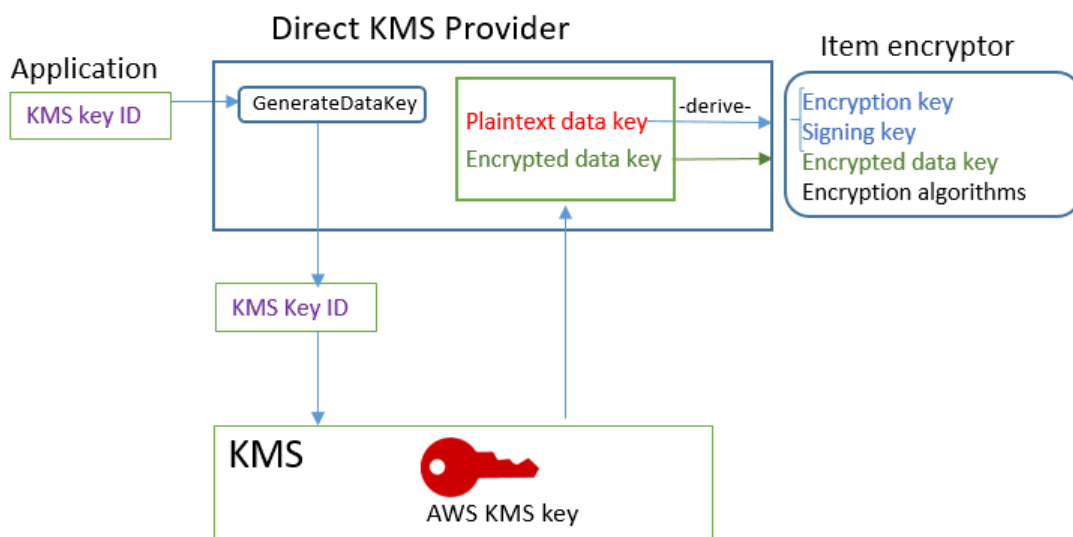 Direct KMS Provider
Item encryptor
Application
KMS key ID
GenerateDataKey
Plaintext data key
Encrypted data key
-derive-
Encryption key
Signing key
Encrypted data key
Encryption algorithms
KMS Key ID
KMS
AWS KMS key